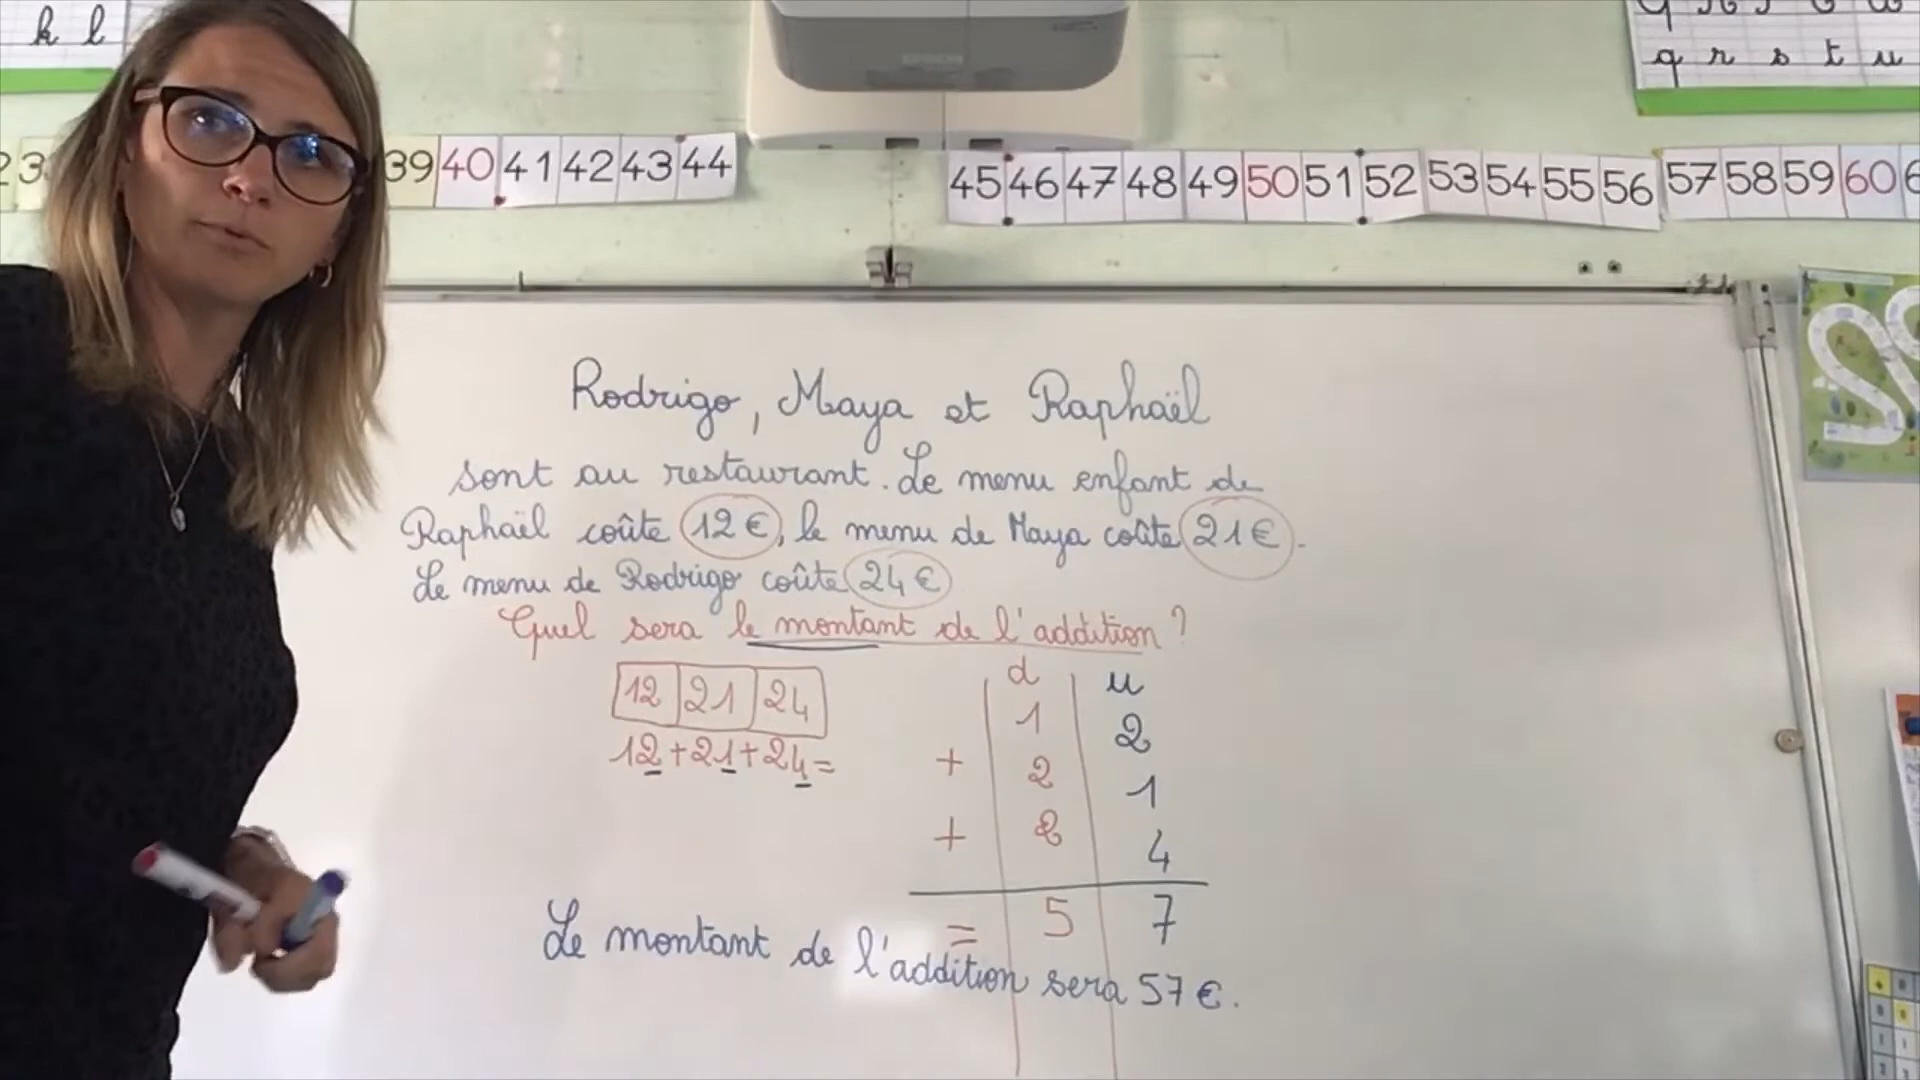 k l
q r s t u
23
39 40 41 42 43 44
45 46 47 48 49 50 51 52 53 54 55 56 57 58 59 60 6
EPSON
Rodrigo, Maya et Raphaël
sont au restaurant. Le menu enfant de
Raphaël coûte 12 €, le menu de Maya coûte 21 €.
Le menu de Rodrigo coûte 24 €
Quel sera le montant de l'addition ?
12 21 24
12+21+24=
d u
1 2
+ 2 1
+ 2 4
= 5 7
Le montant de l'addition sera 57 €.